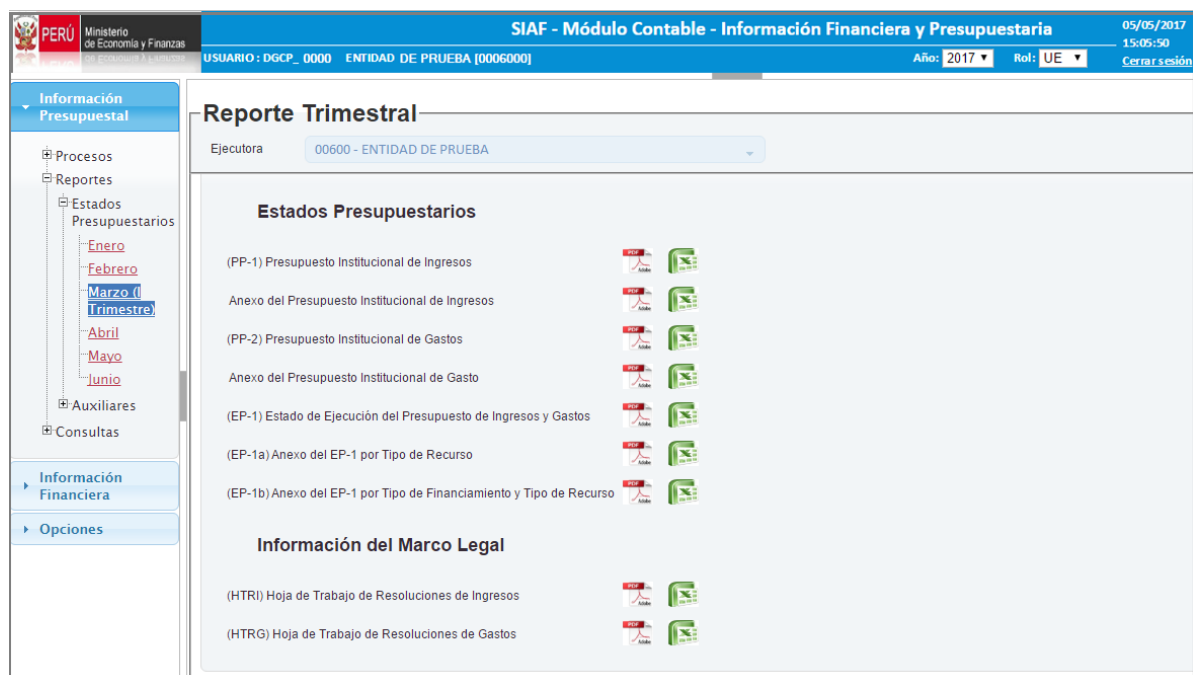 PERÚ
Ministerio
de Economía y Finanzas
SIAF - Módulo Contable - Información Financiera y Presupuestaria
05/05/2017
15:05:50
USUARIO : DGCP_ 0000 ENTIDAD DE PRUEBA [0006000]
Año: 2017
Rol: UE
Cerrar sesión
Información
Presupuestal
Procesos
Reportes
Estados
Presupuestarios
Enero
Febrero
Marzo (I
Trimestre)
Abril
Mayo
Junio
Auxiliares
Consultas
Información
Financiera
Opciones
Reporte Trimestral
Ejecutora 00600 - ENTIDAD DE PRUEBA
Estados Presupuestarios
(PP-1) Presupuesto Institucional de Ingresos
Anexo del Presupuesto Institucional de Ingresos
(PP-2) Presupuesto Institucional de Gastos
Anexo del Presupuesto Institucional de Gasto
(EP-1) Estado de Ejecución del Presupuesto de Ingresos y Gastos
(EP-1a) Anexo del EP-1 por Tipo de Recurso
(EP-1b) Anexo del EP-1 por Tipo de Financiamiento y Tipo de Recurso
Información del Marco Legal
(HTRI) Hoja de Trabajo de Resoluciones de Ingresos
(HTRG) Hoja de Trabajo de Resoluciones de Gastos